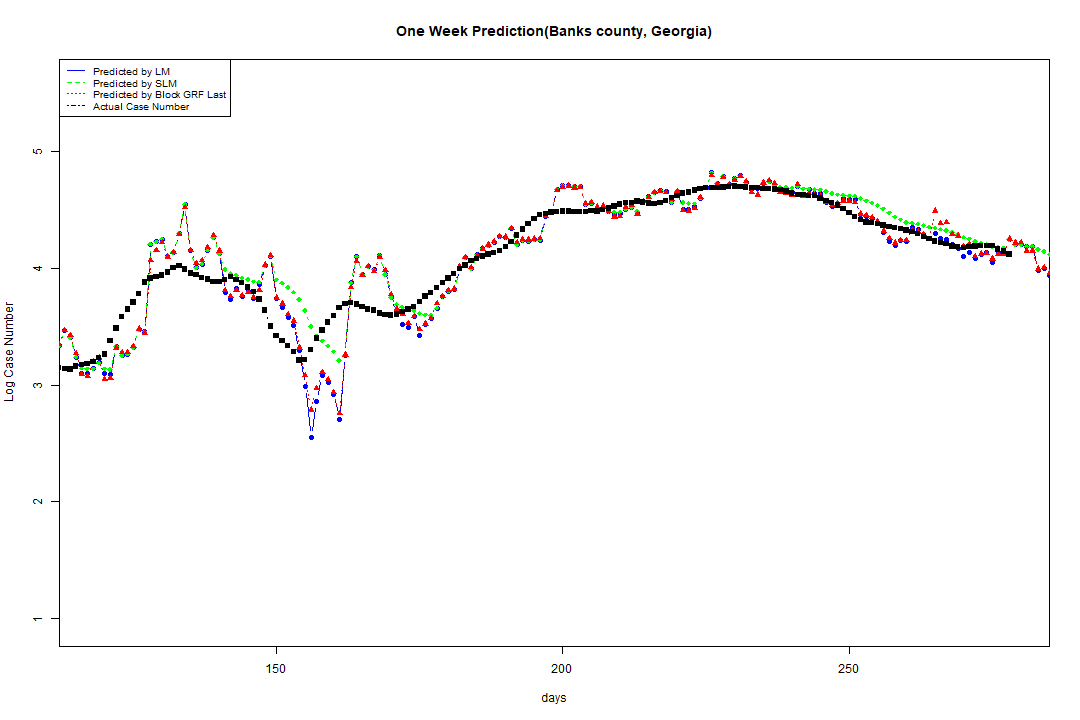 One Week Prediction(Banks county, Georgia)
Predicted by LM
Predicted by SLM
Predicted by Block GRF Last
Actual Case Number
5
4
3
2
1
Log Case Number
150
200
250
days